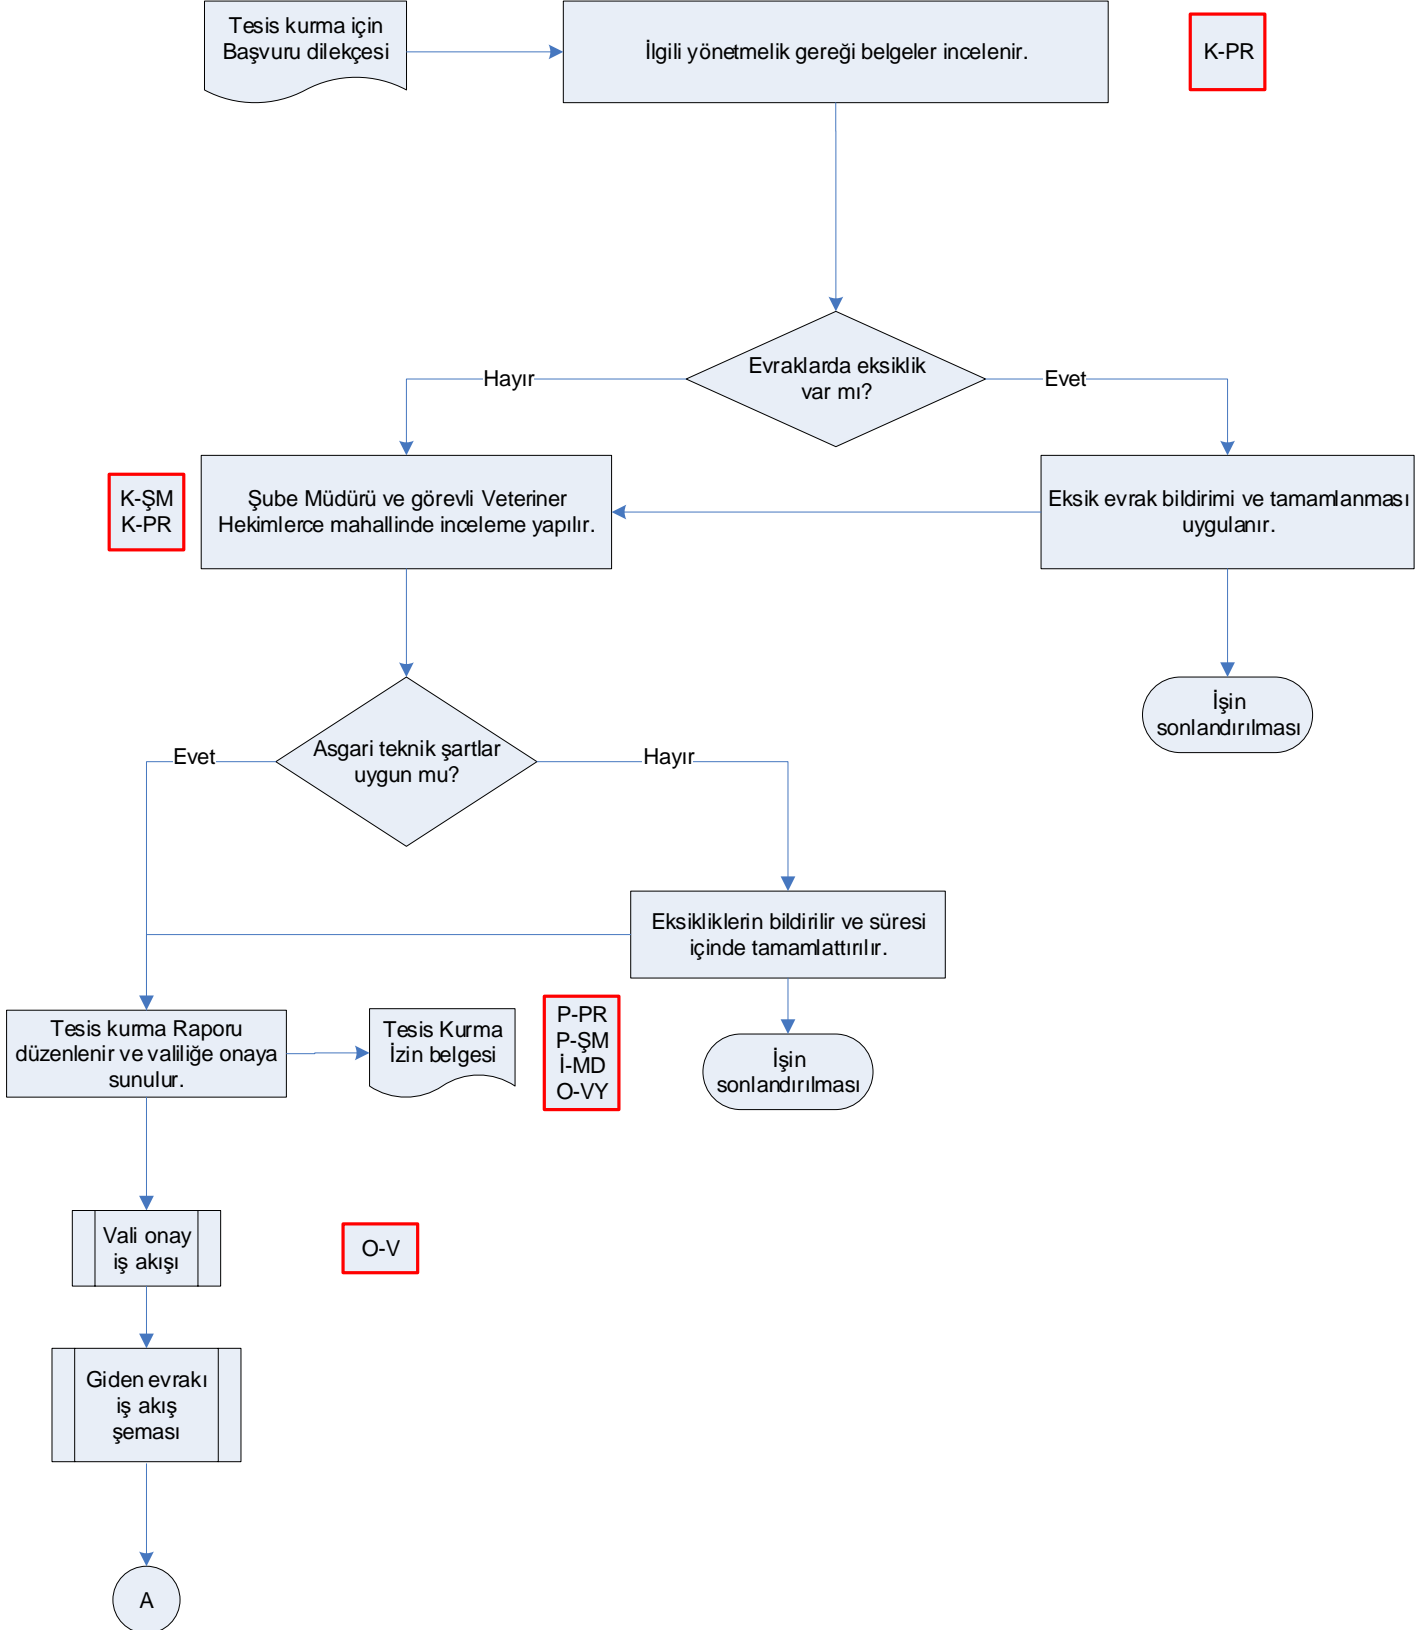 Tesis kurma için
Başvuru dilekçesi
İlgili yönetmelik gereği belgeler incelenir.
K-PR
Evraklarda eksiklik
var mı?
Hayır
Evet
K-ŞM
K-PR
Şube Müdürü ve görevli Veteriner
Hekimlerce mahallinde inceleme yapılır.
Eksik evrak bildirimi ve tamamlanması
uygulanır.
İşin
sonlandırılması
Asgari teknik şartlar
uygun mu?
Evet
Hayır
Eksikliklerin bildirilir ve süresi
içinde tamamlattırılır.
Tesis kurma Raporu
düzenlenir ve valiliğe onaya
sunulur.
Tesis Kurma
İzin belgesi
P-PR
P-ŞM
İ-MD
O-VY
İşin
sonlandırılması
Vali onay
iş akışı
O-V
Giden evrakı
iş akış
şeması
A